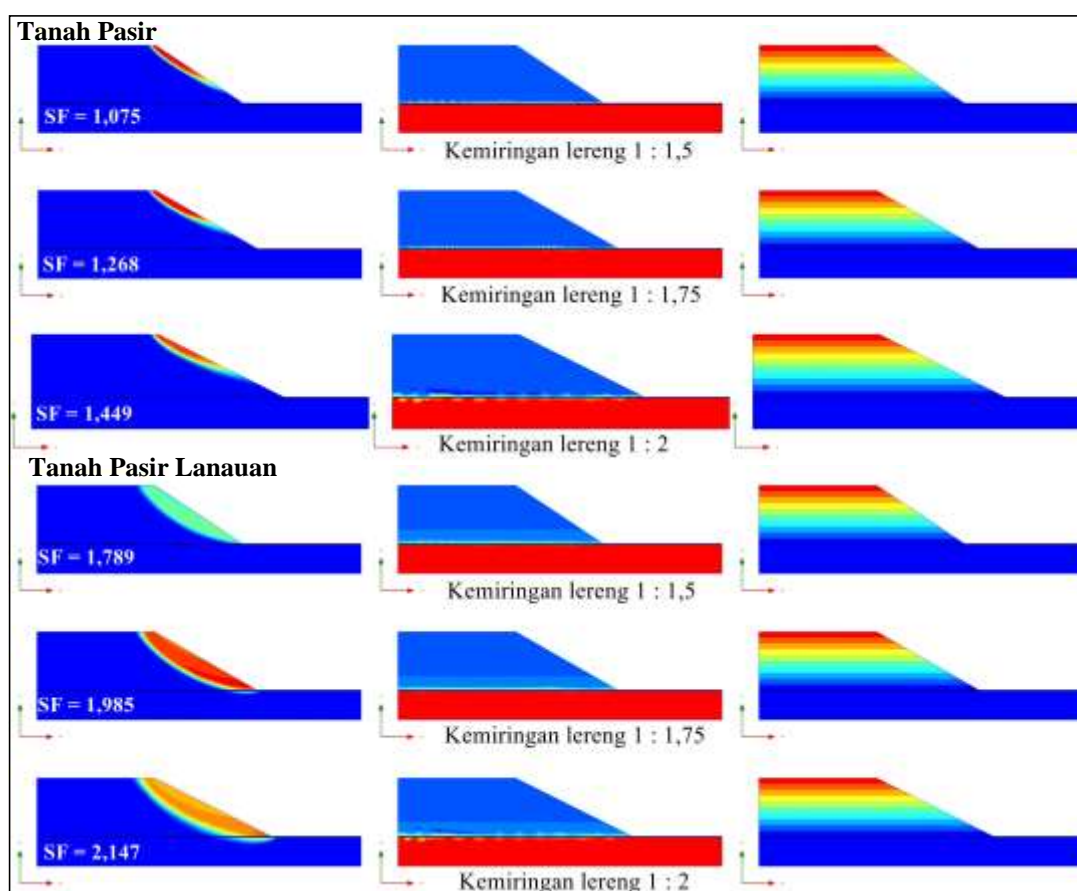 Tanah Pasir
SF = 1,075
Kemiringan lereng 1 : 1,5
SF = 1,268
Kemiringan lereng 1 : 1,75
SF = 1,449
Kemiringan lereng 1 : 2
Tanah Pasir Lanauan
SF = 1,789
Kemiringan lereng 1 : 1,5
SF = 1,985
Kemiringan lereng 1 : 1,75
SF = 2,147
Kemiringan lereng 1 : 2